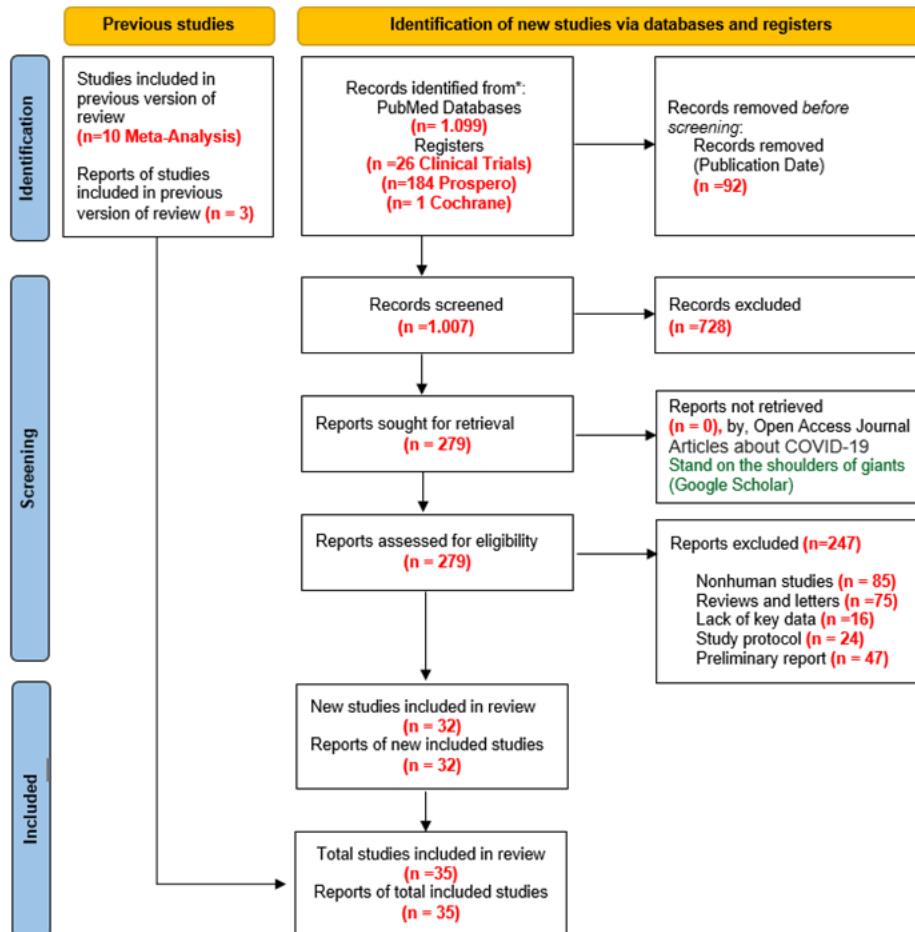 Previous studies
Identification of new studies via databases and registers
Identification
Studies included in
previous version of
review
(n=10 Meta-Analysis)
Reports of studies
included in previous
version of review (n = 3)
Records identified from*:
PubMed Databases
(n= 1.099)
Registers
(n =26 Clinical Trials)
(n=184 Prospero)
(n= 1 Cochrane)
Records removed before
screening:
Records removed
(Publication Date)
(n =92)
Screening
Records screened
(n =1.007)
Records excluded
(n =728)
Reports sought for retrieval
(n = 279)
Reports not retrieved
(n = 0), by, Open Access Journal
Articles about COVID-19
Stand on the shoulders of giants
(Google Scholar)
Reports assessed for eligibility
(n = 279)
Reports excluded (n=247)
Nonhuman studies (n = 85)
Reviews and letters (n =75)
Lack of key data (n =16)
Study protocol (n = 24)
Preliminary report (n = 47)
Included
New studies included in review
(n = 32)
Reports of new included studies
(n = 32)
Total studies included in review
(n =35)
Reports of total included studies
(n = 35)